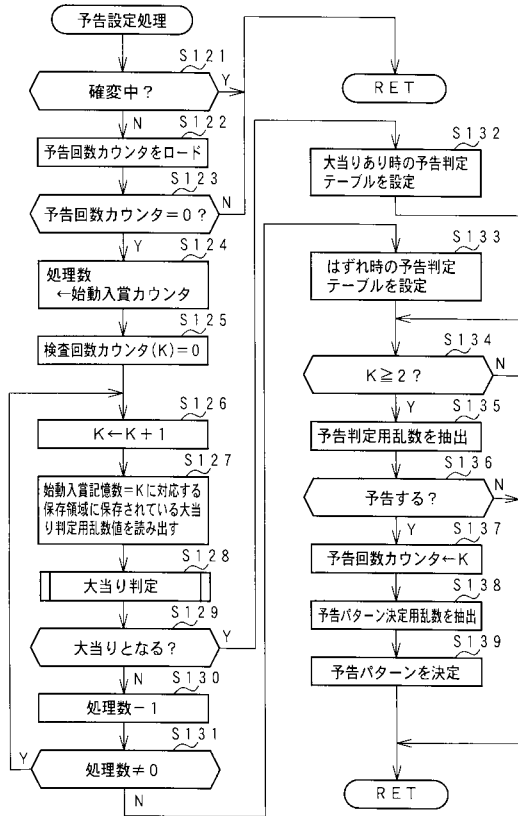 予告設定処理
S121
確変中？
Y
N
S122
予告回数カウンタをロード
S123
予告回数カウンタ＝０？
N
Y
S124
処理数
←始動入賞カウンタ
S125
検査回数カウンタ(K)＝０
S126
K←K＋１
S127
始動入賞記憶数＝Kに対応する
保存領域に保存されている大当
り判定用乱数値を読み出す
S128
大当り判定
S129
大当りとなる？
Y
N
S130
処理数－１
S131
Y
処理数≠０
N
RET
S132
大当りあり時の予告判定
テーブルを設定
S133
はずれ時の予告判定
テーブルを設定
S134
K≧２？
N
Y
S135
予告判定用乱数を抽出
S136
予告する？
N
Y
S137
予告回数カウンタ←K
S138
予告パターン決定用乱数を抽出
S139
予告パターンを決定
RET